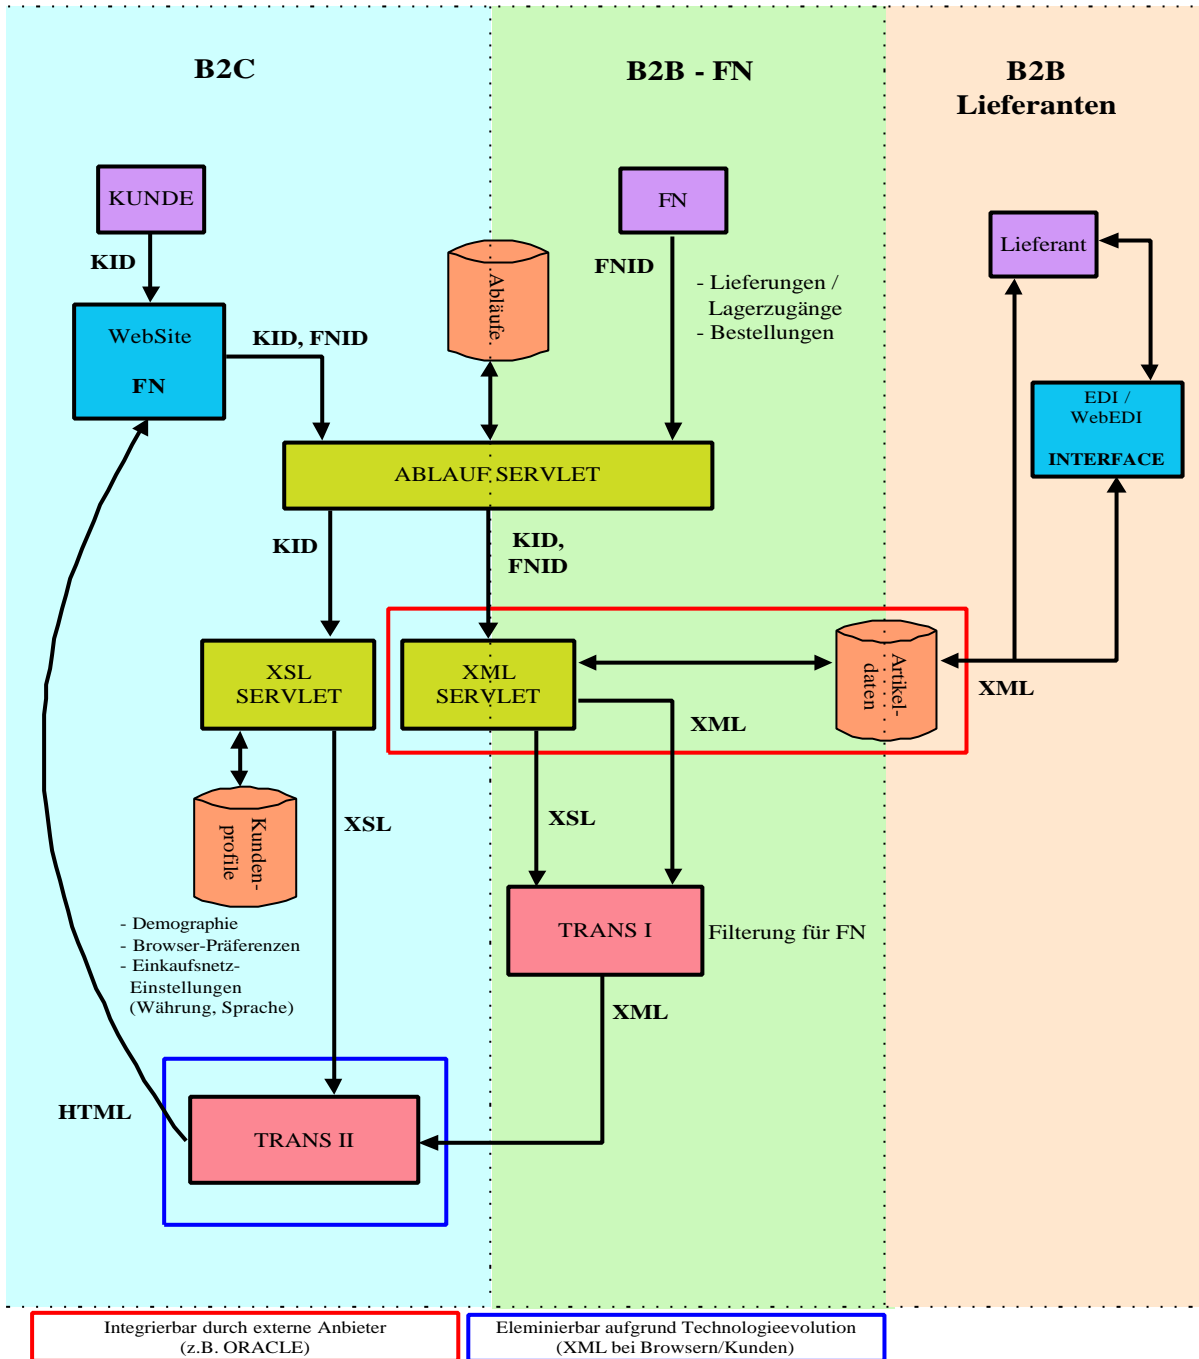 B2C
B2B - FN
B2B
Lieferanten
KUNDE
FN
Lieferant
KID
Abläufe
FNID
- Lieferungen /
Lagerzugänge
- Bestellungen
WebSite
FN
KID, FNID
EDI /
WebEDI
INTERFACE
ABLAUF SERVLET
KID
KID,
FNID
XSL
SERVLET
XML
SERVLET
Artikel-
daten
XML
XML
Kunden-
profile
XSL
XSL
- Demographie
- Browser-Präferenzen
- Einkaufsnetz-
Einstellungen
(Währung, Sprache)
TRANS I
Filterung für FN
XML
HTML
TRANS II
Integrierbar durch externe Anbieter
(z.B. ORACLE)
Eleminierbar aufgrund Technologieevolution
(XML bei Browsern/Kunden)